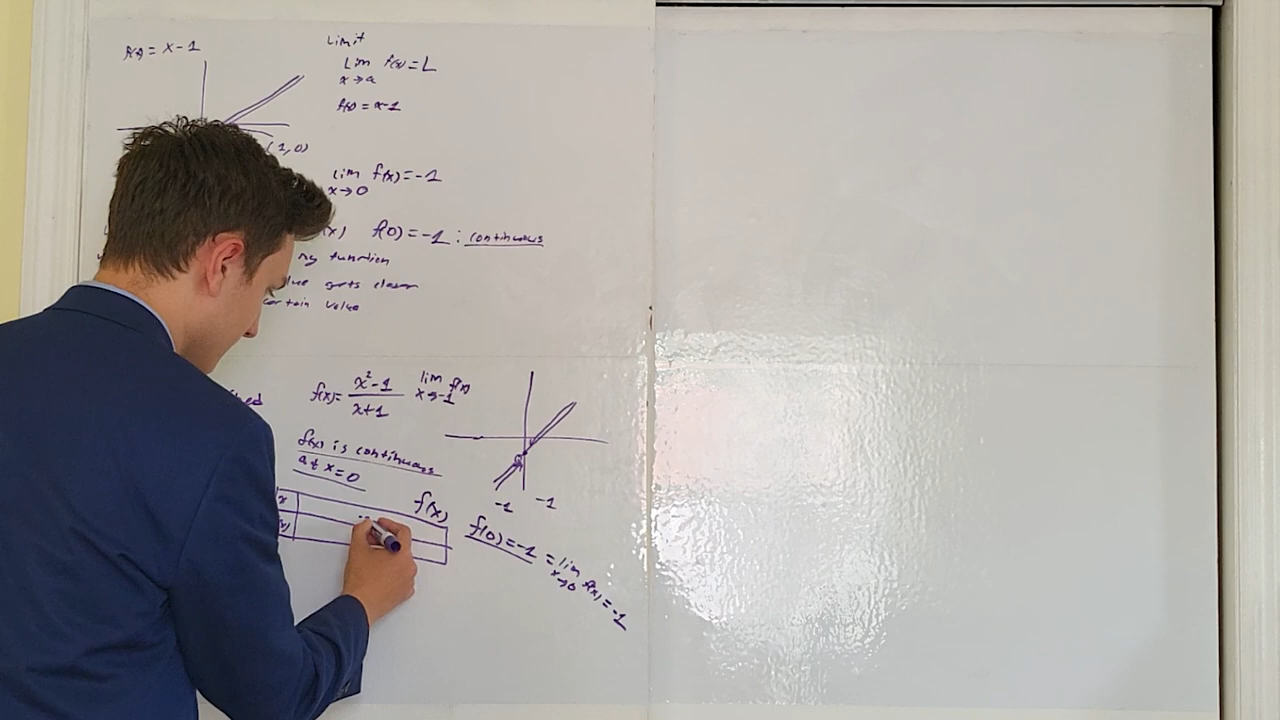 f(x) = x-1
(1,0)
Limit
lim f(x) = L
x→a
f(x) = x-1
lim f(x) = -1
x→0
f(0) = -1 : continuous
my function
gets closer
certain value
f(x) = x²-1 / x+1
lim f(x)
x→-1
f(x) is continuous
at x=0
-1 -1
f(x)
f(0) = -1 = lim f(x) = -1
x→0